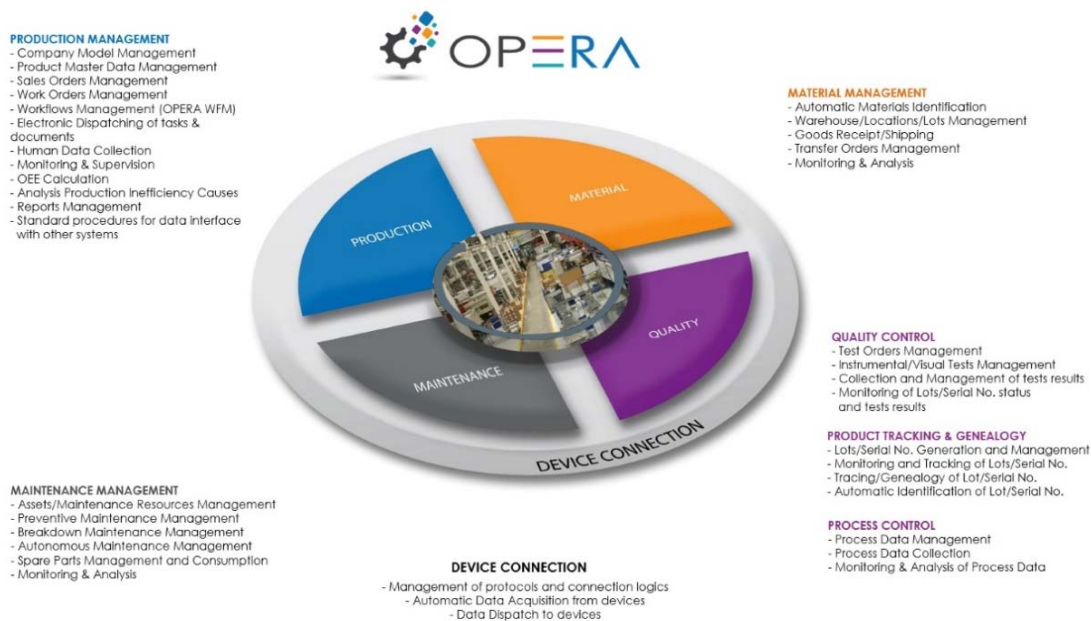 OPERA
PRODUCTION MANAGEMENT
- Company Model Management
- Product Master Data Management
- Sales Orders Management
- Work Orders Management
- Workflows Management (OPERA WFM)
- Electronic Dispatching of tasks &
documents
- Human Data Collection
- Monitoring & Supervision
- OEE Calculation
- Analysis Production Inefficiency Causes
- Reports Management
- Standard procedures for data interface
with other systems
MATERIAL MANAGEMENT
- Automatic Materials Identification
- Warehouse/Locations/Lots Management
- Goods Receipt/Shipping
- Transfer Orders Management
- Monitoring & Analysis
PRODUCTION
MATERIAL
MAINTENANCE
QUALITY
DEVICE CONNECTION
QUALITY CONTROL
- Test Orders Management
- Instrumental/Visual Tests Management
- Collection and Management of tests results
- Monitoring of Lots/Serial No. status
and tests results
PRODUCT TRACKING & GENEALOGY
- Lots/Serial No. Generation and Management
- Monitoring and Tracking of Lots/Serial No.
- Tracing/Genealogy of Lot/Serial No.
- Automatic Identification of Lot/Serial No.
PROCESS CONTROL
- Process Data Management
- Process Data Collection
- Monitoring & Analysis of Process Data
MAINTENANCE MANAGEMENT
- Assets/Maintenance Resources Management
- Preventive Maintenance Management
- Breakdown Maintenance Management
- Autonomous Maintenance Management
- Spare Parts Management and Consumption
- Monitoring & Analysis
DEVICE CONNECTION
- Management of protocols and connection logics
- Automatic Data Acquisition from devices
- Data Dispatch to devices